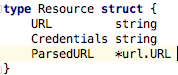 type Resource struct {
    URL         string
    Credentials string
    ParsedURL   *url.URL
}